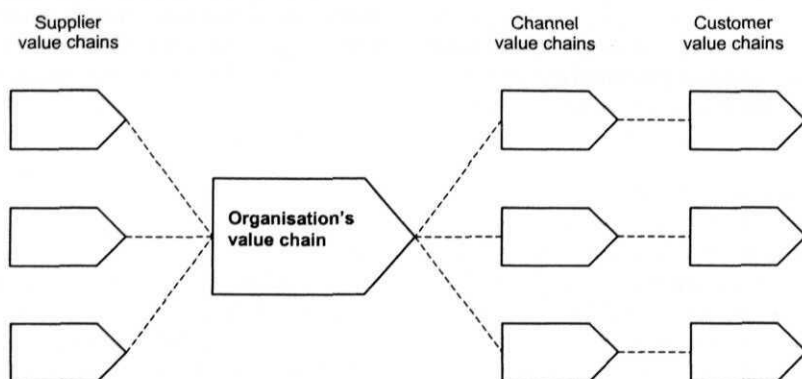 Supplier
value chains
Channel
value chains
Customer
value chains
Organisation's
value chain